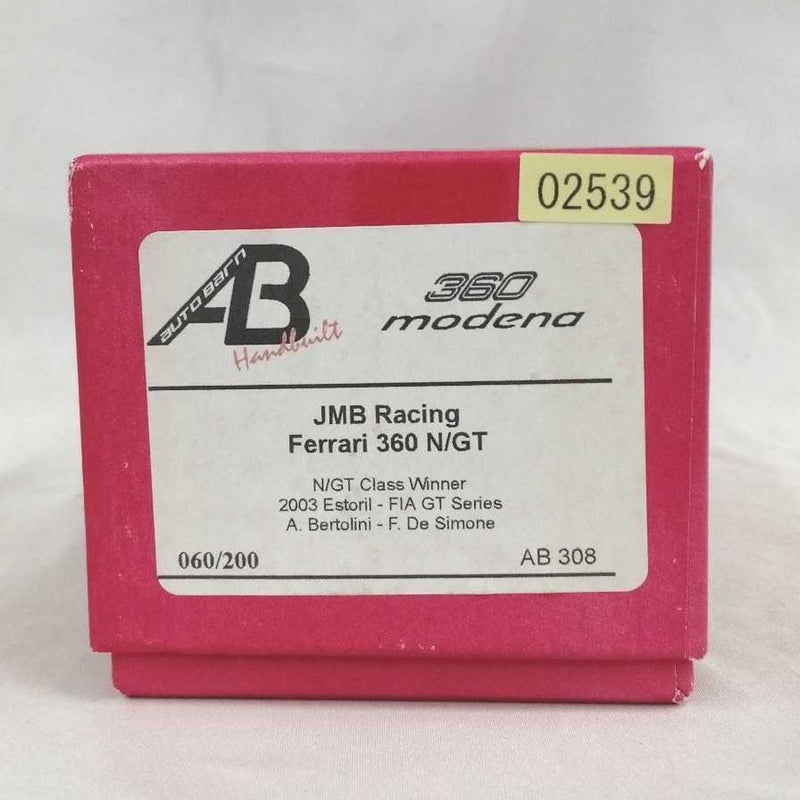 02539
AUTO BARN
AB
Handbuilt
360
modena
JMB Racing
Ferrari 360 N/GT
N/GT Class Winner
2003 Estoril - FIA GT Series
A. Bertolini - F. De Simone
060/200
AB 308